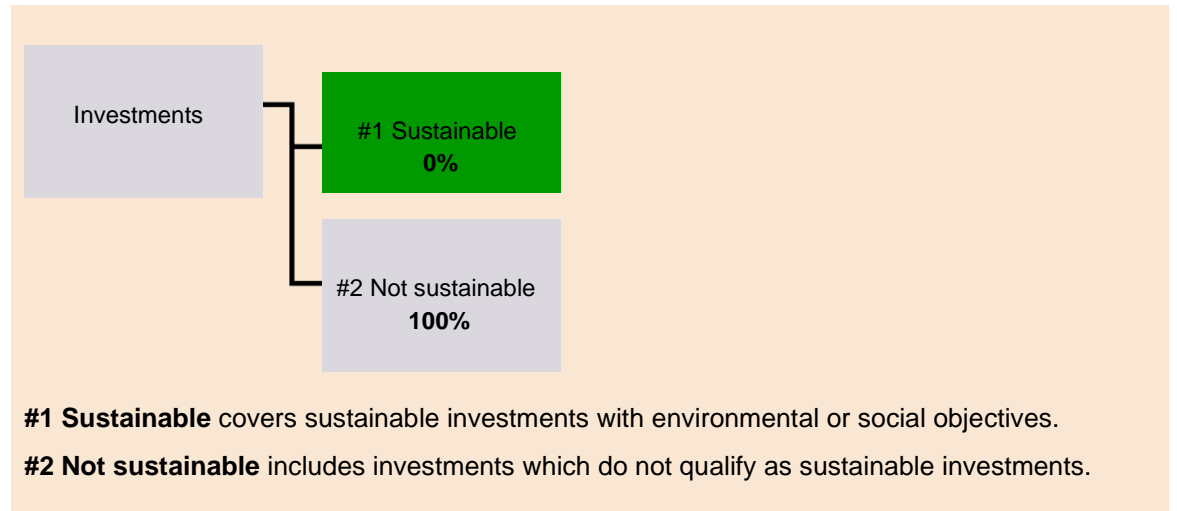 Investments
#1 Sustainable
0%
#2 Not sustainable
100%
#1 Sustainable covers sustainable investments with environmental or social objectives.
#2 Not sustainable includes investments which do not qualify as sustainable investments.